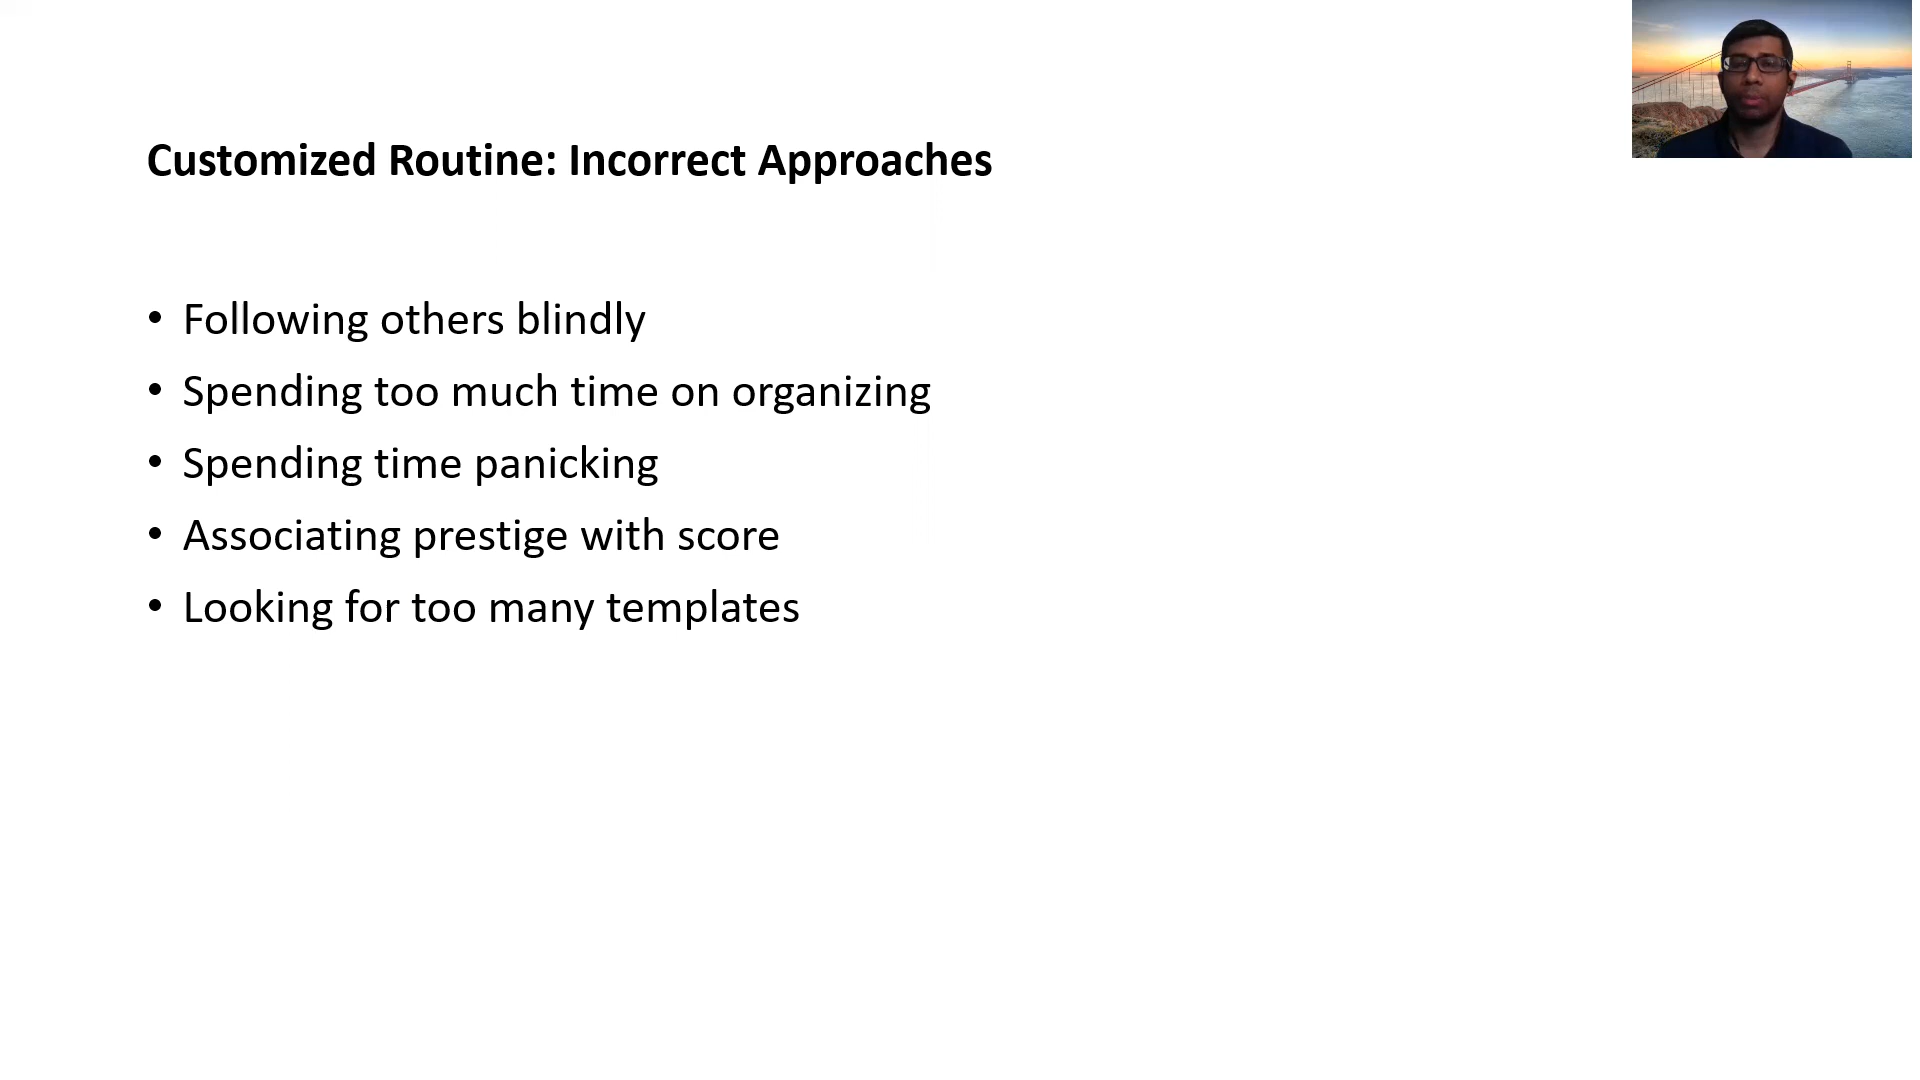 Customized Routine: Incorrect Approaches
• Following others blindly
• Spending too much time on organizing
• Spending time panicking
• Associating prestige with score
• Looking for too many templates